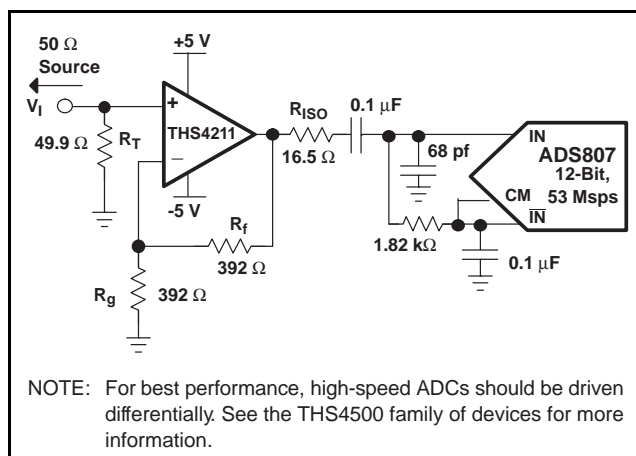 50 Ω
Source
VI
49.9 Ω
RT
+5 V
+
THS4211
−
-5 V
Rf
392 Ω
Rg
392 Ω
RISO
16.5 Ω
0.1 μF
68 pf
1.82 kΩ
IN
ADS807
12-Bit,
53 Msps
CM
IN
0.1 μF
NOTE: For best performance, high-speed ADCs should be driven
differentially. See the THS4500 family of devices for more
information.